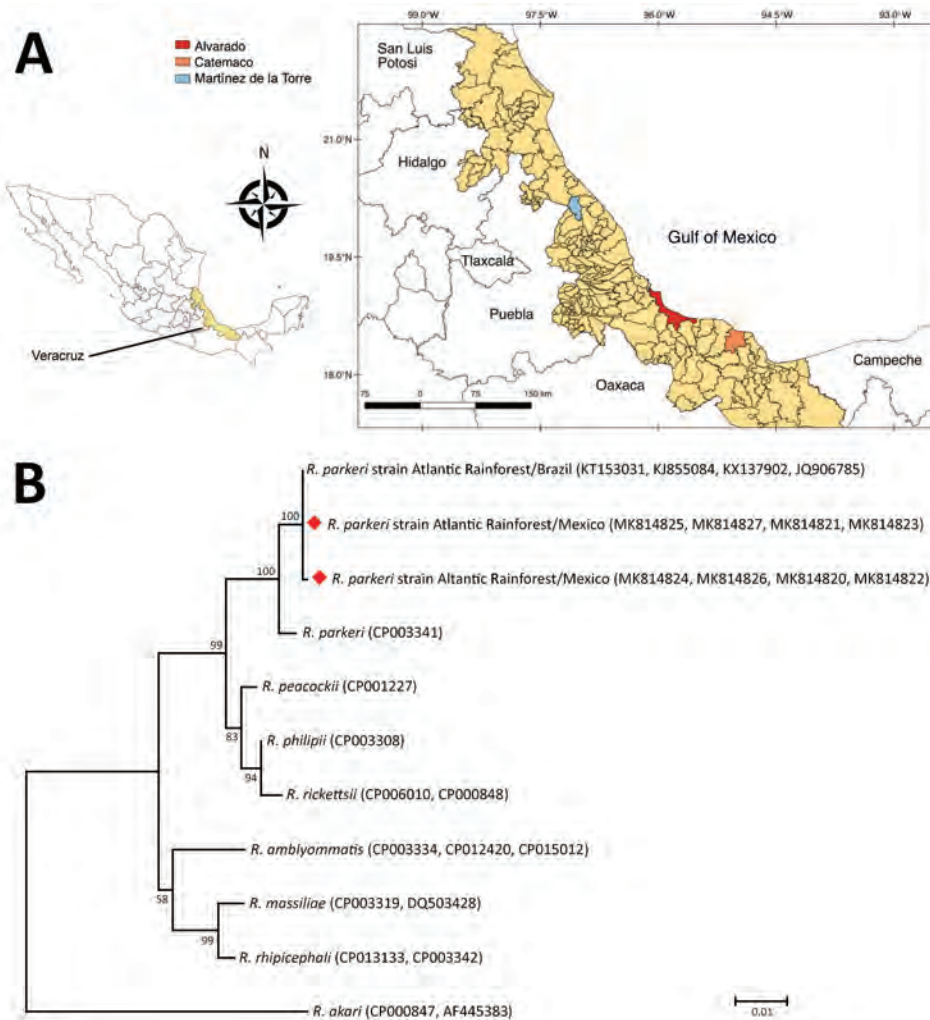 A
Alvarado
Catemaco
Martínez de la Torre
N
Veracruz
99.0°W 97.5°W 96.0°W 94.5°W 93.0°W
21.0°N
19.5°N
18.0°N
San Luis
Potosí
Hidalgo
Gulf of Mexico
Tlaxcala
Puebla
Campeche
Oaxaca
75 0 75 150 km
B
R. parkeri strain Atlantic Rainforest/Brazil (KT153031, KJ855084, KX137902, JQ906785)
100
R. parkeri strain Atlantic Rainforest/Mexico (MK814825, MK814827, MK814821, MK814823)
100
R. parkeri strain Altantic Rainforest/Mexico (MK814824, MK814826, MK814820, MK814822)
R. parkeri (CP003341)
99
R. peacockii (CP001227)
83
R. philipii (CP003308)
94
R. rickettsii (CP006010, CP000848)
R. amblyommatis (CP003334, CP012420, CP015012)
58
R. massiliae (CP003319, DQ503428)
99
R. rhipicephali (CP013133, CP003342)
R. akari (CP000847, AF445383)
0.01